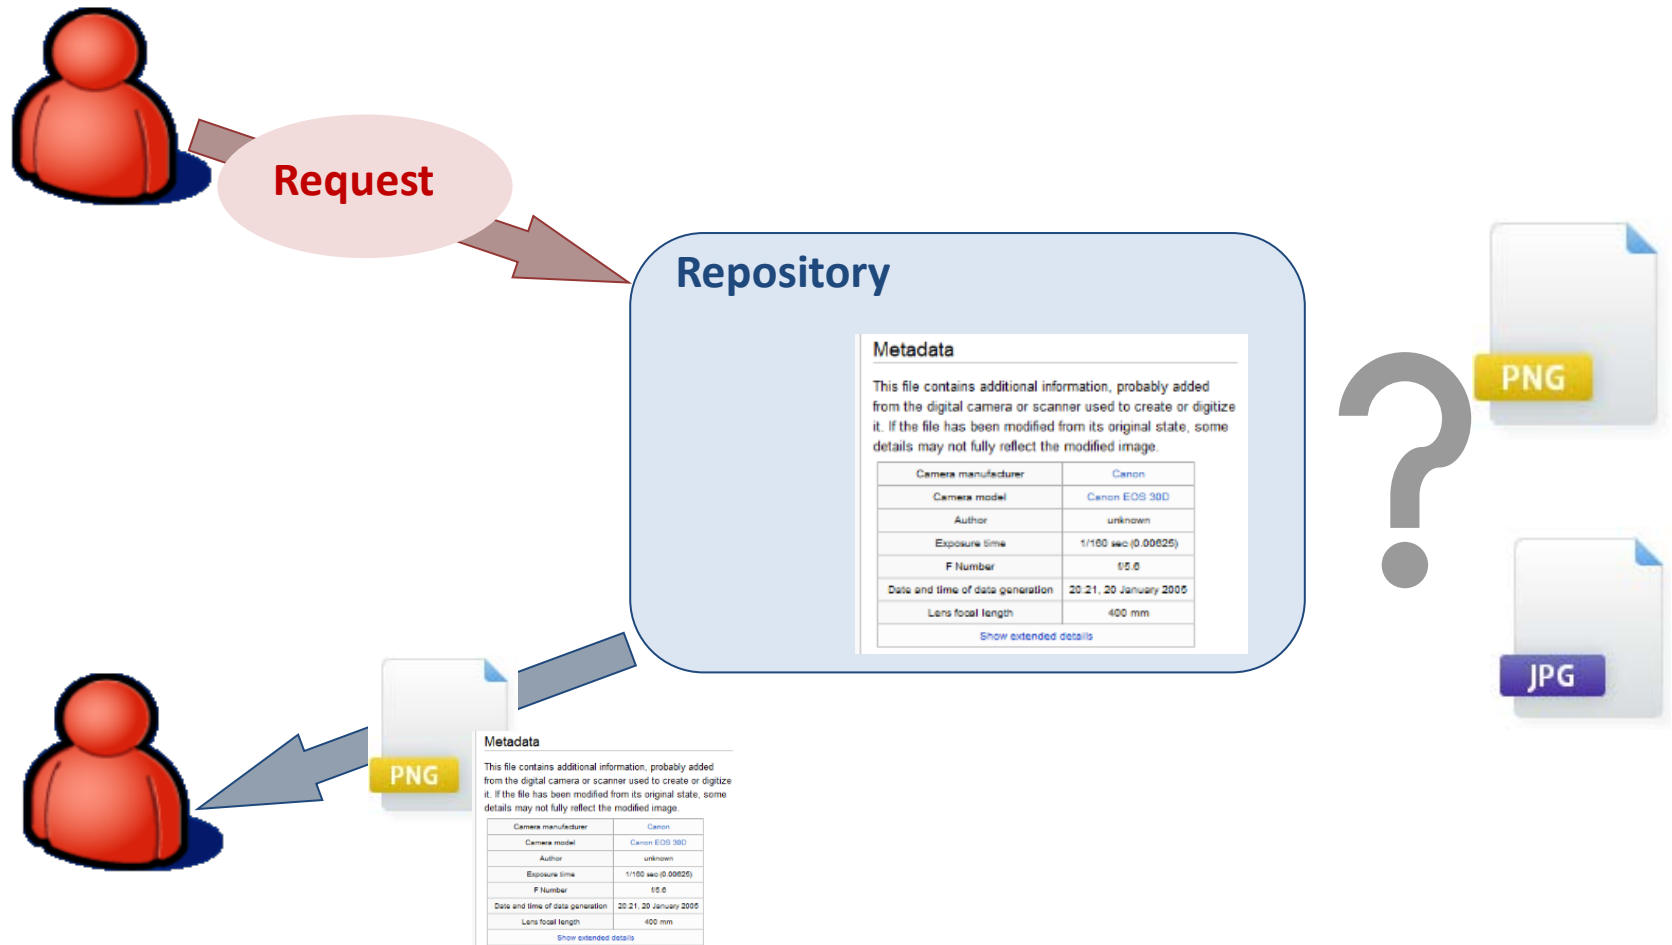 Request
Repository
Metadata
This file contains additional information, probably added
from the digital camera or scanner used to create or digitize
it. If the file has been modified from its original state, some
details may not fully reflect the modified image.
Camera manufacturer Canon
Camera model Canon EOS 30D
Author unknown
Exposure time 1/160 sec (0.00625)
F Number f/5.6
Date and time of data generation 20:21, 20 January 2005
Lens focal length 400 mm
Show extended details
?
PNG
JPG
PNG
Metadata
This file contains additional information, probably added
from the digital camera or scanner used to create or digitize
it. If the file has been modified from its original state, some
details may not fully reflect the modified image.
Camera manufacturer Canon
Camera model Canon EOS 30D
Author unknown
Exposure time 1/160 sec (0.00625)
F Number f/5.6
Date and time of data generation 20:21, 20 January 2005
Lens focal length 400 mm
Show extended details